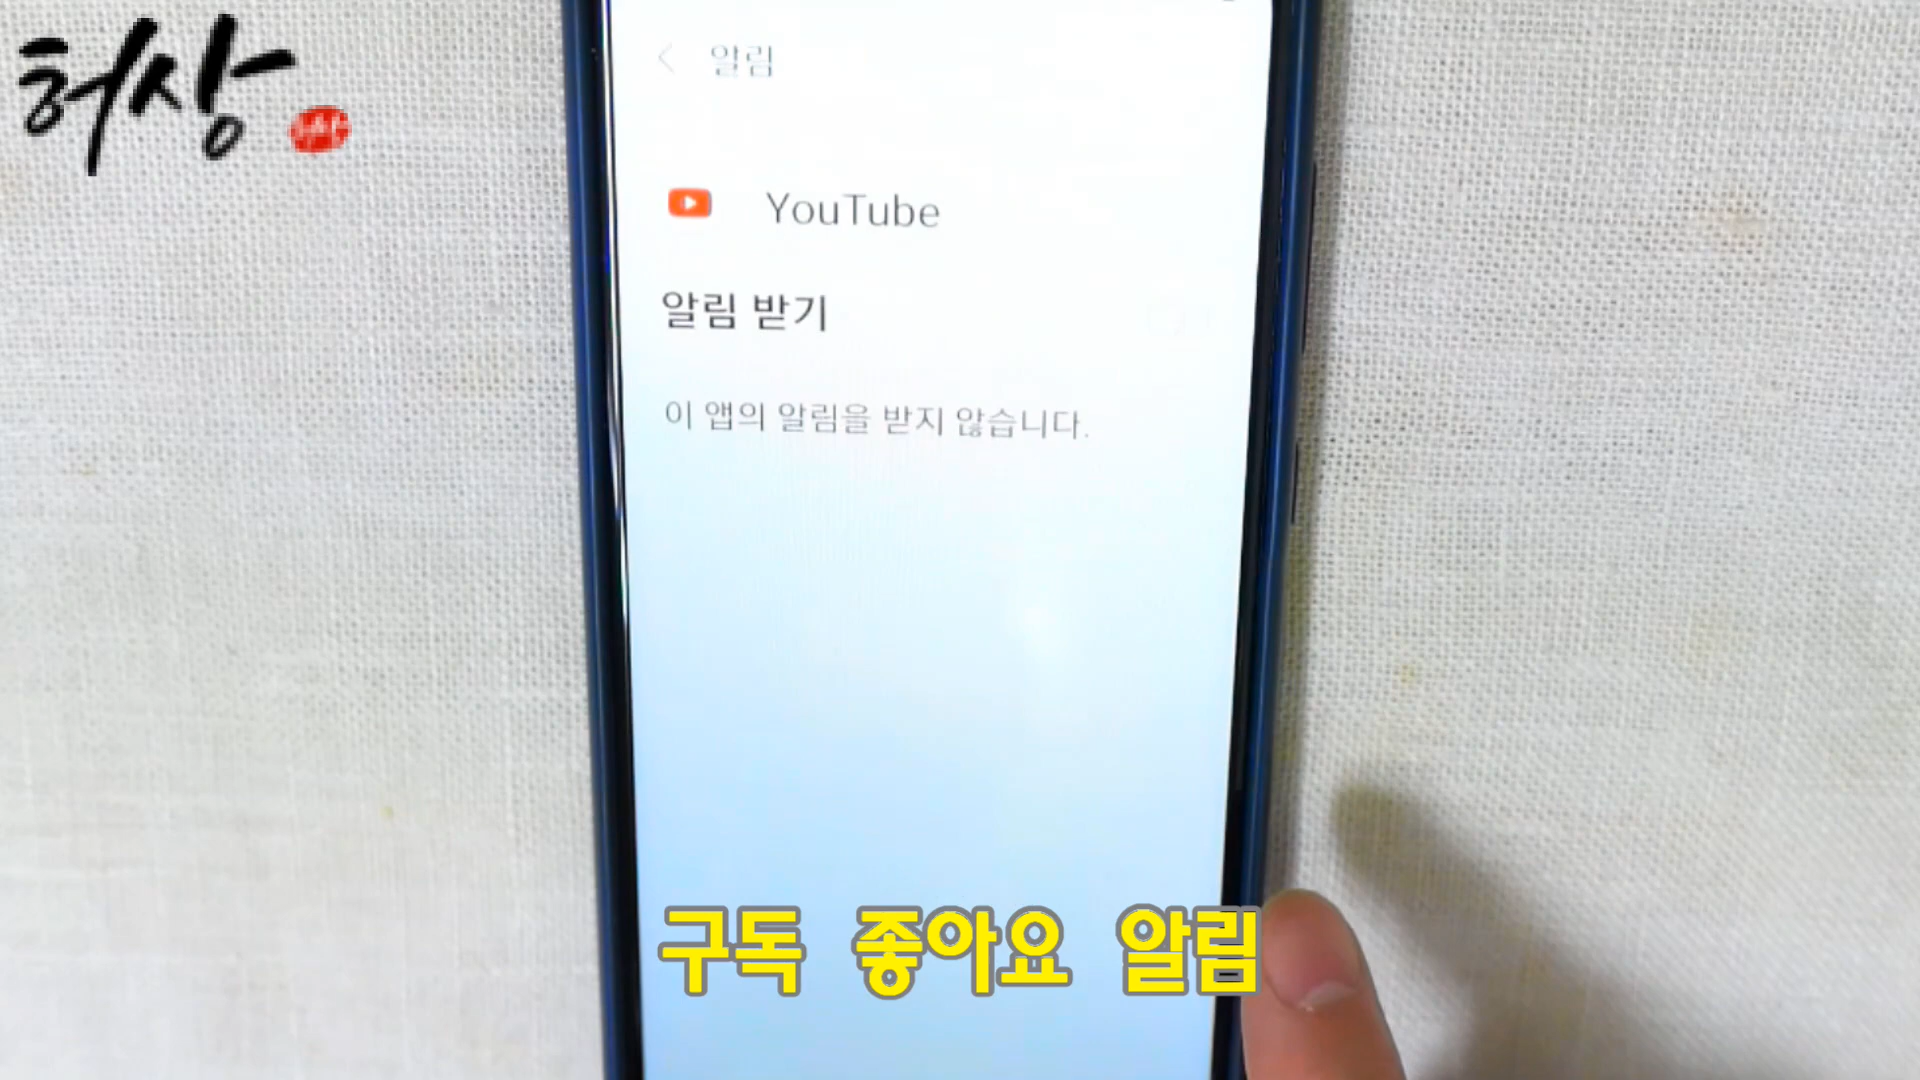 허상
알림
YouTube
알림 받기
이 앱의 알림을 받지 않습니다.
구독 좋아요 알림